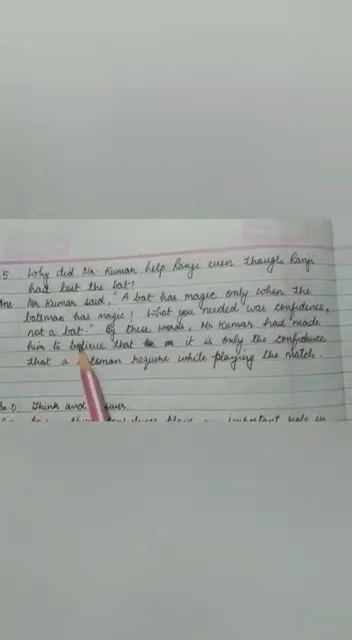 5. Why did Mr. Kumar help Ranji even though Ranji
had lost the bat?
Ans. Mr Kumar said, "A bat has magic only when the
batsman has magic! What you needed was confidence,
not a bat." By these words, Mr Kumar had made
him to believe that it is only the confidence
that a batsman require while playing the match.
Think and